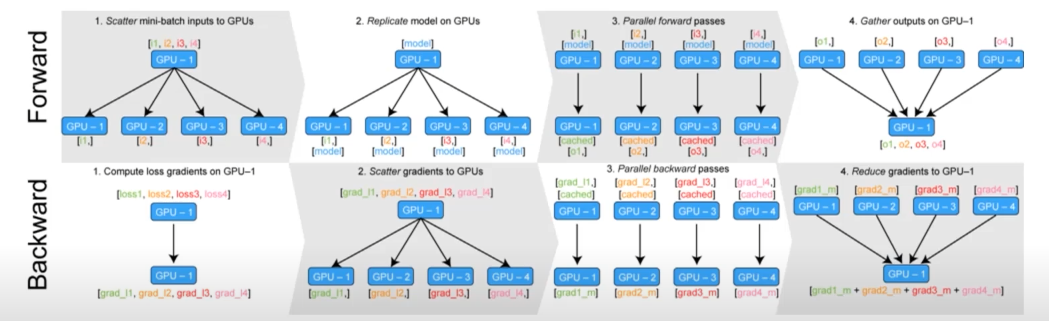 Forward
1. Scatter mini-batch inputs to GPUs
[i1, i2, i3, i4]
GPU – 1
GPU – 1 GPU – 2 GPU – 3 GPU – 4
[i1,] [i2,] [i3,] [i4,]
2. Replicate model on GPUs
[model]
GPU – 1
GPU – 1 GPU – 2 GPU – 3 GPU – 4
[i1,] [i2,] [i3,] [i4,]
[model] [model] [model] [model]
3. Parallel forward passes
[i1,] [i2,] [i3,] [i4,]
[model] [model] [model] [model]
GPU – 1 GPU – 2 GPU – 3 GPU – 4
GPU – 1 GPU – 2 GPU – 3 GPU – 4
[cached] [cached] [cached] [cached]
[o1,] [o2,] [o3,] [o4,]
4. Gather outputs on GPU–1
[o1,] [o2,] [o3,] [o4,]
GPU – 1 GPU – 2 GPU – 3 GPU – 4
GPU – 1
[o1, o2, o3, o4]
Backward
1. Compute loss gradients on GPU–1
[loss1, loss2, loss3, loss4]
GPU – 1
GPU – 1
[grad_l1, grad_l2, grad_l3, grad_l4]
2. Scatter gradients to GPUs
[grad_l1, grad_l2, grad_l3, grad_l4]
GPU – 1
GPU – 1 GPU – 2 GPU – 3 GPU – 4
[grad_l1,] [grad_l2,] [grad_l3,] [grad_l4,]
3. Parallel backward passes
[grad_l1,] [grad_l2,] [grad_l3,] [grad_l4,]
[cached] [cached] [cached] [cached]
GPU – 1 GPU – 2 GPU – 3 GPU – 4
GPU – 1 GPU – 2 GPU – 3 GPU – 4
[grad1_m] [grad2_m] [grad3_m] [grad4_m]
4. Reduce gradients to GPU–1
[grad1_m] [grad2_m] [grad3_m] [grad4_m]
GPU – 1 GPU – 2 GPU – 3 GPU – 4
GPU – 1
[grad1_m + grad2_m + grad3_m + grad4_m]